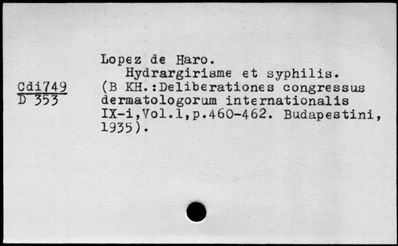 Lopez de Haro.
Hydrargirisme et syphilis.
(B KH.:Deliberationes congressus
dermatologorum internationalis
IX-i,Vol.1,p.460-462. Budapestini,
1935).
Cdi749
D 353